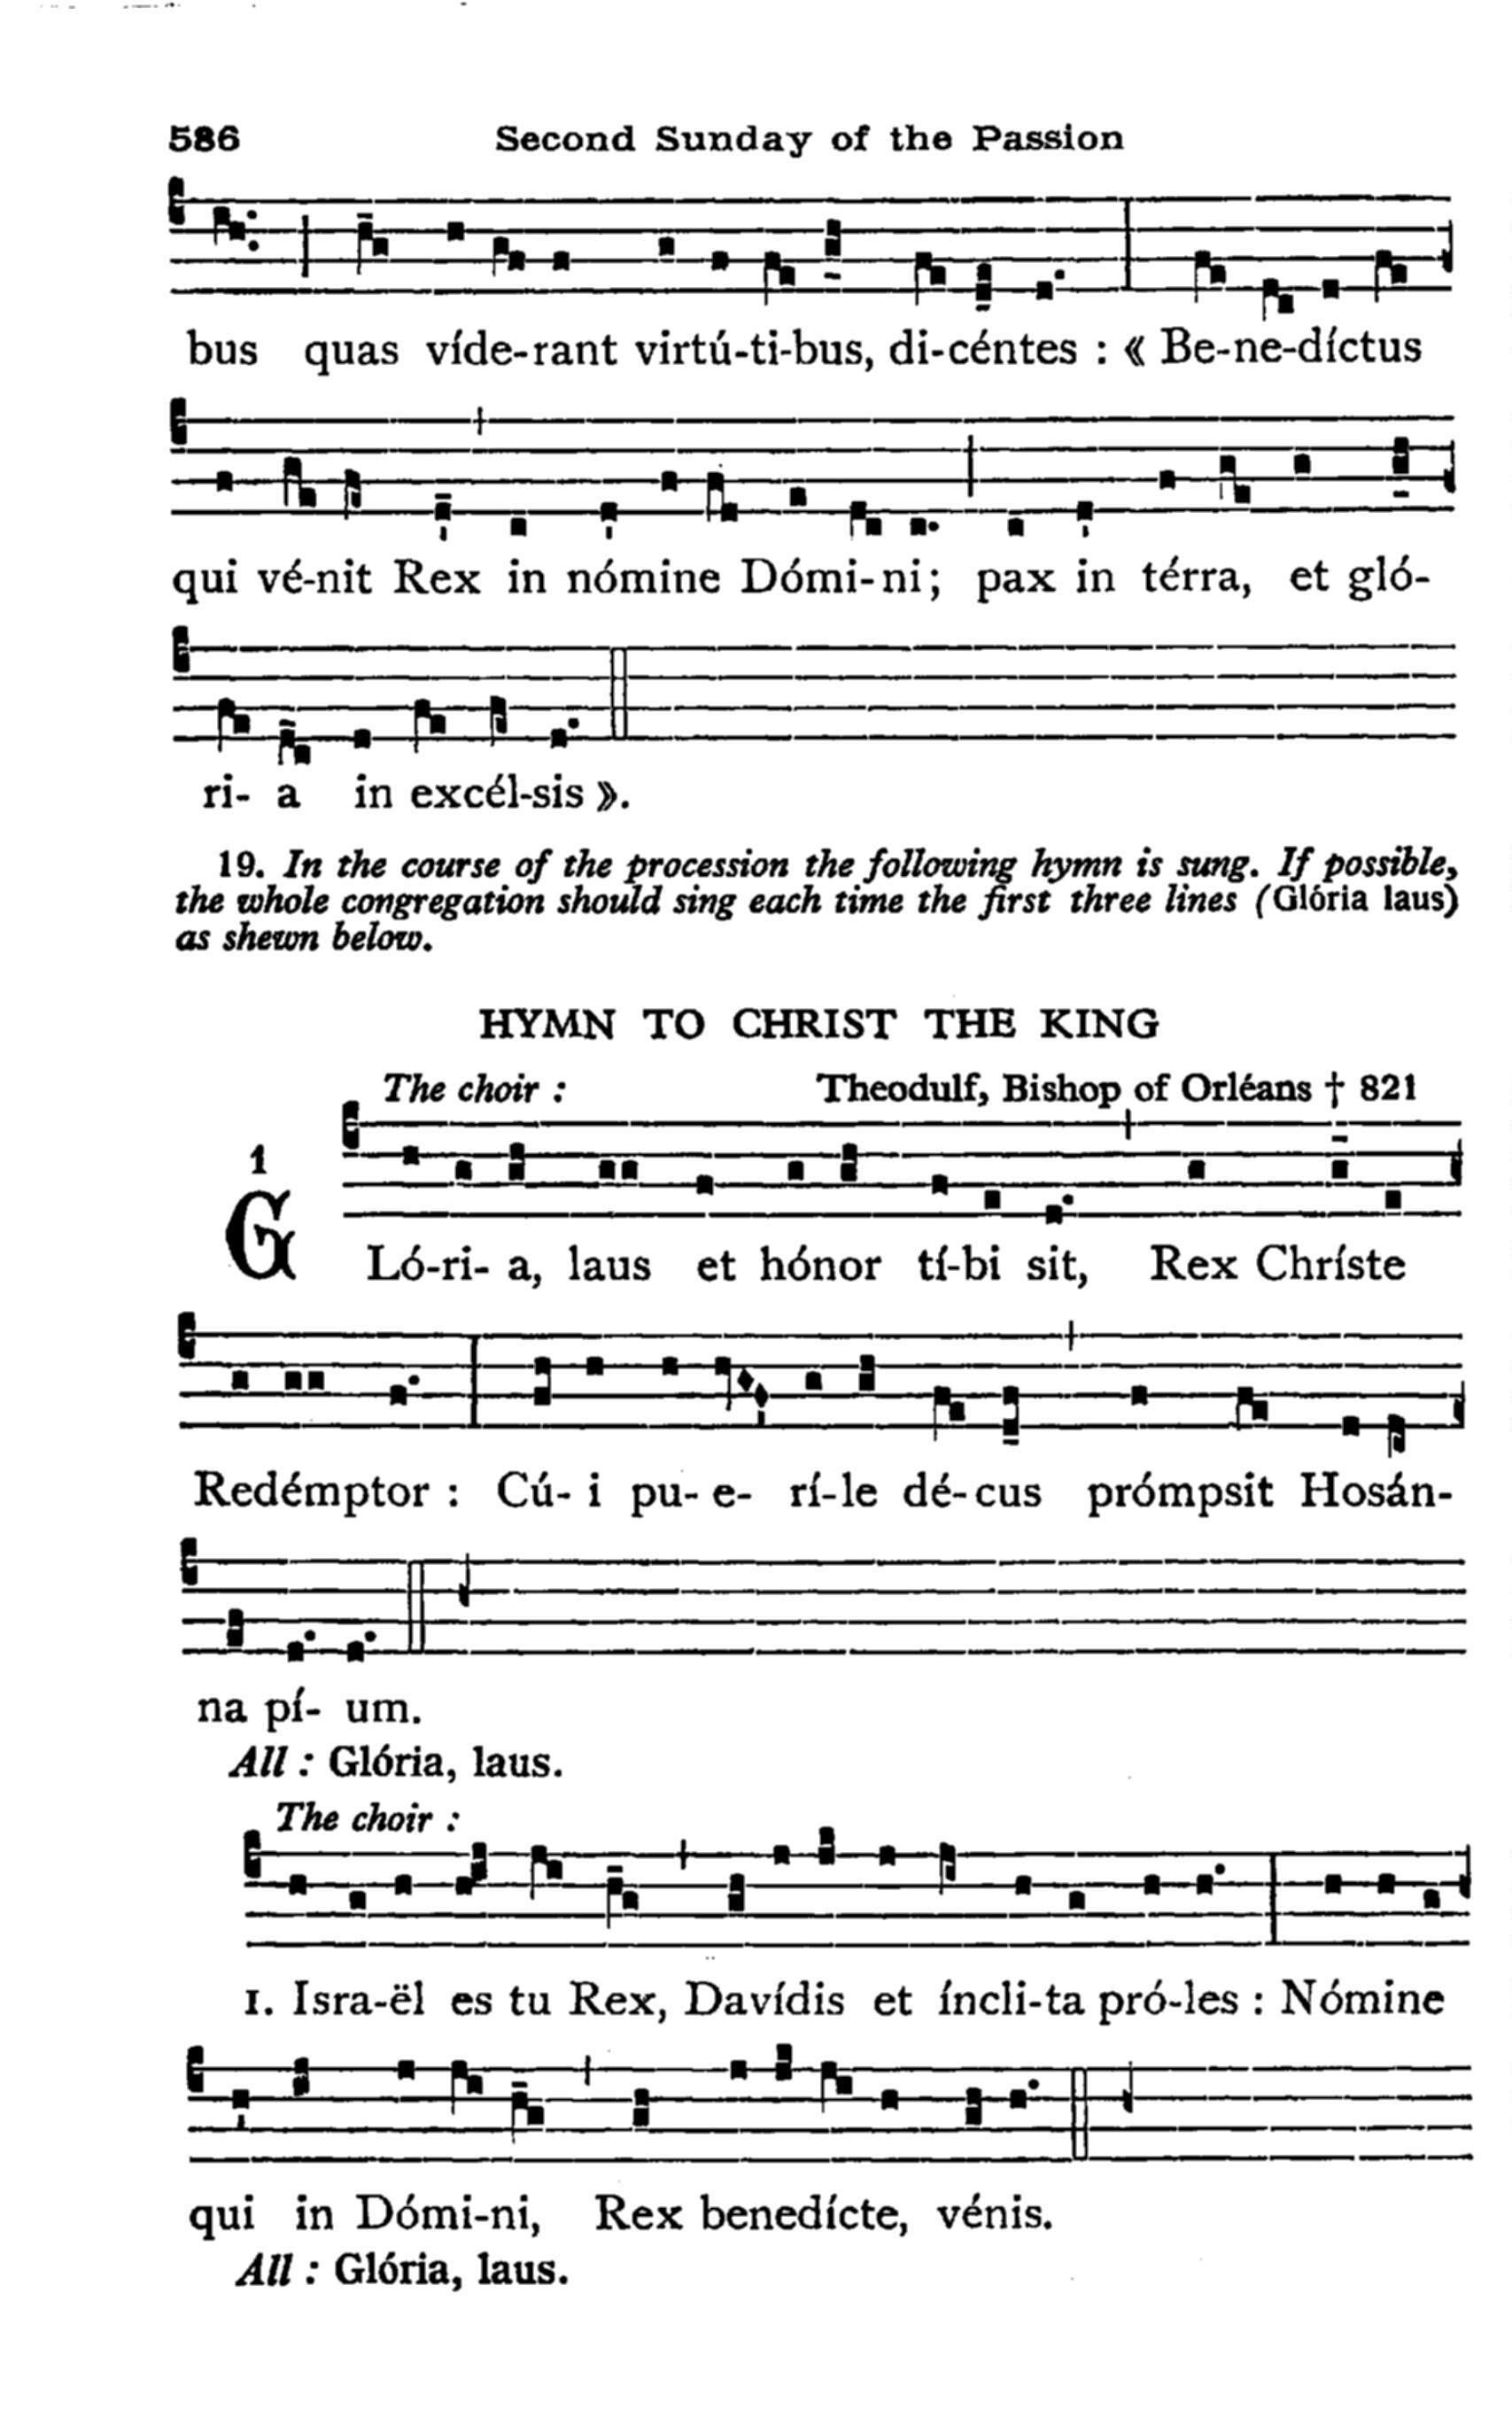 586 Second Sunday of the Passion
bus quas víde-rant virtú-ti-bus, di-céntes : « Be-ne-díctus
qui vé-nit Rex in nómine Dómi-ni; pax in térra, et gló-
ri- a in excél-sis ».
19. In the course of the procession the following hymn is sung. If possible,
the whole congregation should sing each time the first three lines (Glória laus)
as shewn below.
HYMN TO CHRIST THE KING
The choir : Theodulf, Bishop of Orléans † 821
1
GLó-ri- a, laus et hónor tí-bi sit, Rex Chríste
Redémptor : Cú- i pu- e- rí-le dé-cus prómpsit Hosán-
na pí- um.
All : Glória, laus.
The choir :
1. Isra-ël es tu Rex, Davídis et íncli-ta pró-les : Nómine
qui in Dómi-ni, Rex benedícte, vénis.
All : Glória, laus.